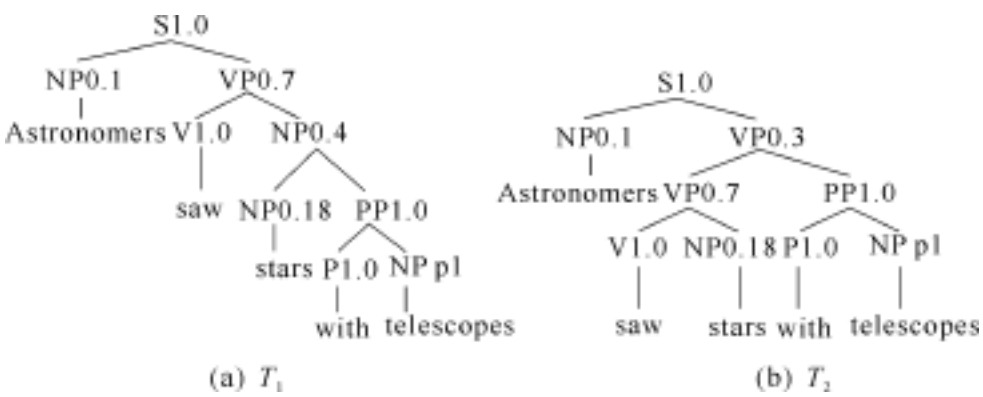 S1.0
NP0.1 VP0.7
Astronomers V1.0 NP0.4
saw NP0.18 PP1.0
stars P1.0 NP p1
with telescopes
(a) T₁
S1.0
NP0.1 VP0.3
Astronomers VP0.7 PP1.0
V1.0 NP0.18 P1.0 NP p1
saw stars with telescopes
(b) T₂